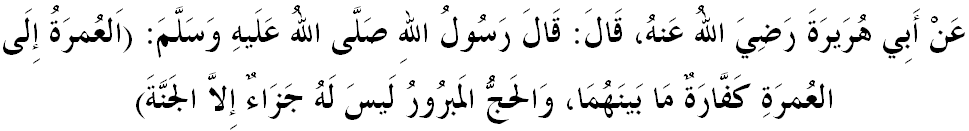 عَنْ أَبِي هُرَيرَةَ رَضِيَ اللهُ عَنهُ، قَالَ: قَالَ رَسُولُ اللهِ صَلَّى اللهُ عَلَيهِ وَسَلَّمَ: (اَلعُمرَةُ إِلَى
العُمرَةِ كَفَّارَةٌ مَا بَينَهُمَا، وَالحَجُّ المَبرُورُ لَيسَ لَهُ جَزَاءٌ إِلاَّ الجَنَّةَ)